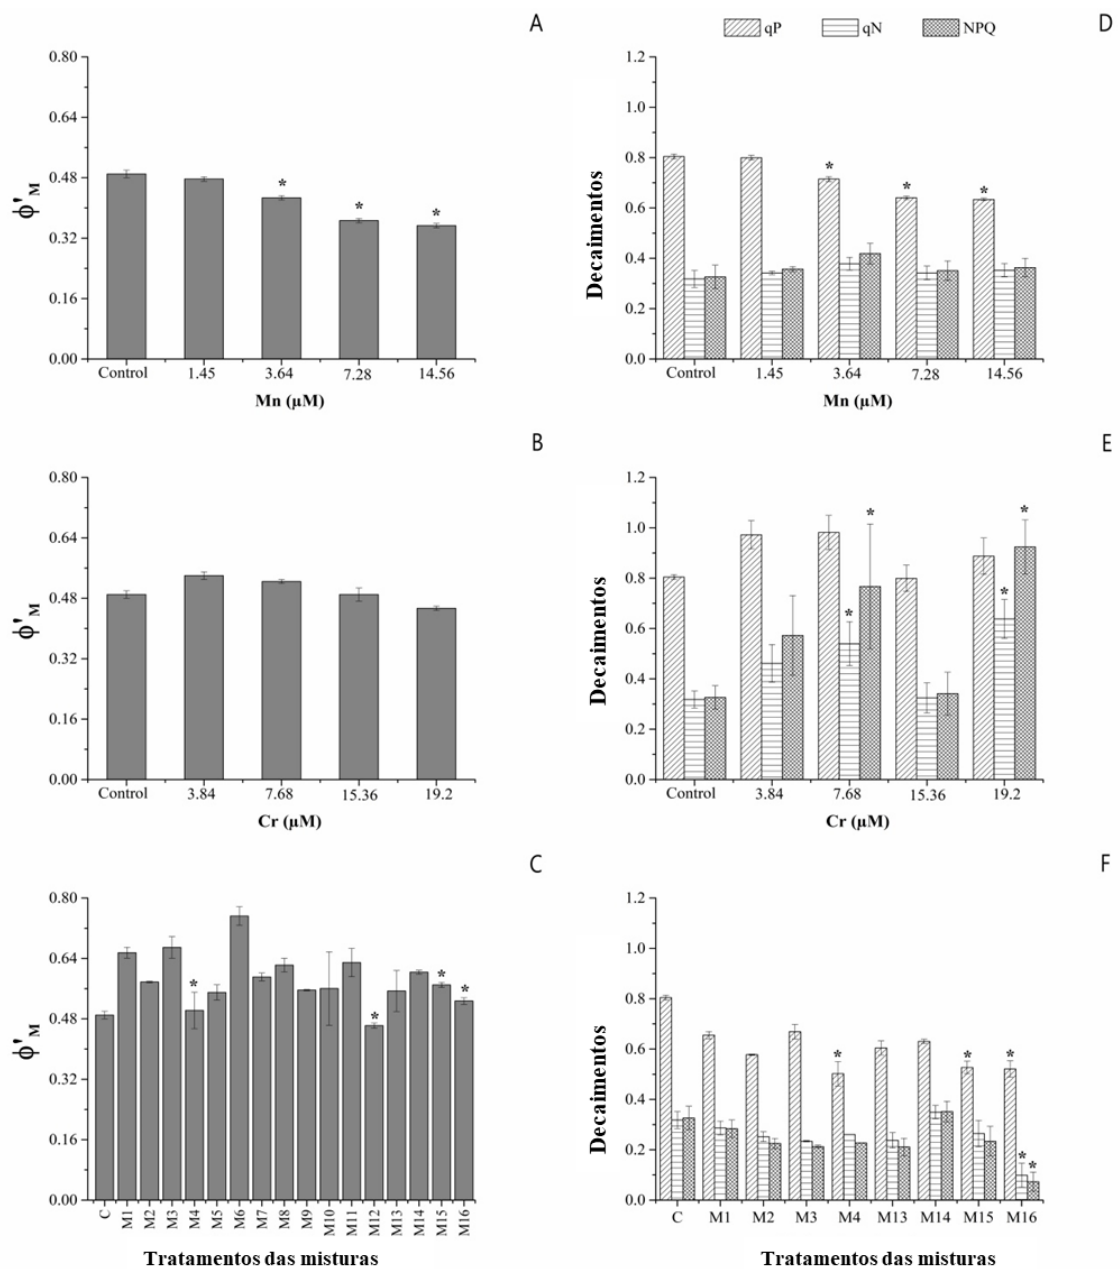 A
0.80
0.64
0.48
0.32
0.16
0.00
ϕ'M
* * *
Control 1.45 3.64 7.28 14.56
Mn (µM)
qP qN NPQ
D
1.2
1.0
0.8
0.6
0.4
0.2
0.0
Decaimentos
* * *
Control 1.45 3.64 7.28 14.56
Mn (µM)
B
0.80
0.64
0.48
0.32
0.16
0.00
ϕ'M
Control 3.84 7.68 15.36 19.2
Cr (µM)
E
1.2
1.0
0.8
0.6
0.4
0.2
0.0
Decaimentos
* * * *
Control 3.84 7.68 15.36 19.2
Cr (µM)
C
0.80
0.64
0.48
0.32
0.16
0.00
ϕ'M
* * * *
C M1 M2 M3 M4 M5 M6 M7 M8 M9 M10 M11 M12 M13 M14 M15 M16
Tratamentos das misturas
F
1.2
1.0
0.8
0.6
0.4
0.2
0.0
Decaimentos
* * * * *
C M1 M2 M3 M4 M13 M14 M15 M16
Tratamentos das misturas